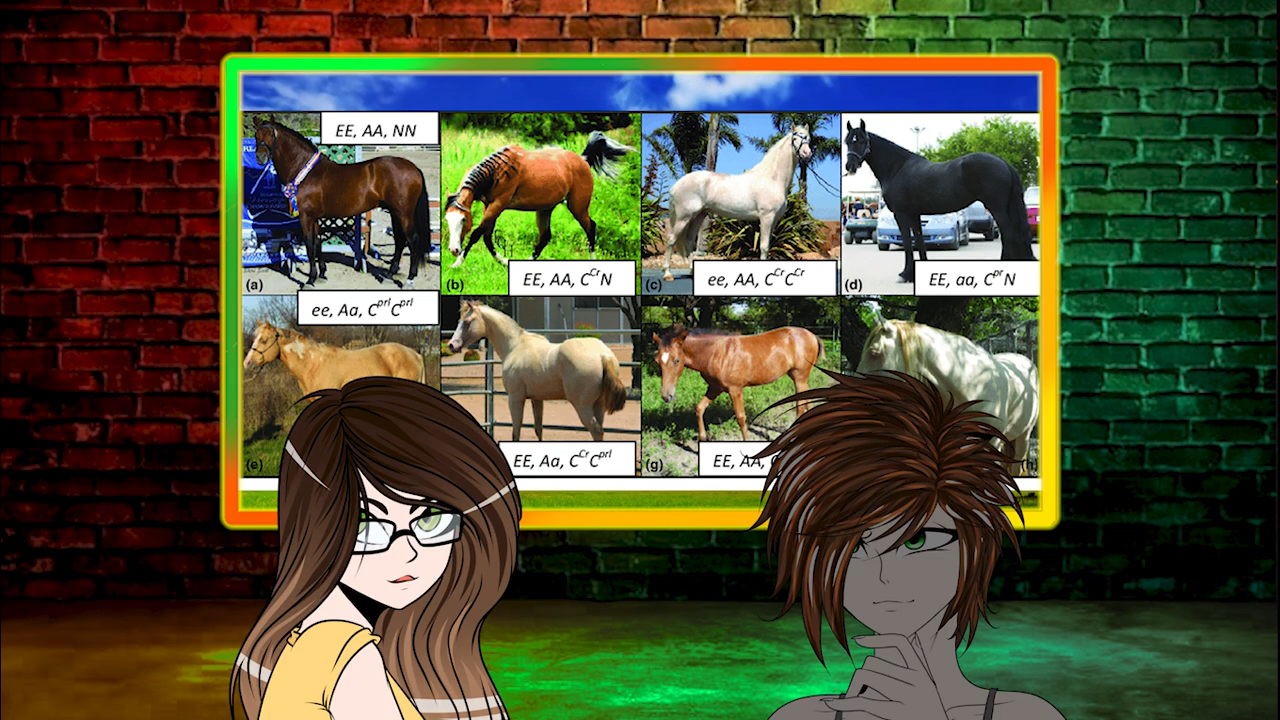 EE, AA, NN
(a)
(b)
EE, AA, CCrN
ee, AA, CCrCCr
(c)
(d)
EE, aa, CprN
ee, Aa, CprlCprl
(e)
EE, Aa, CCrCprl
(g)
EE, AA,